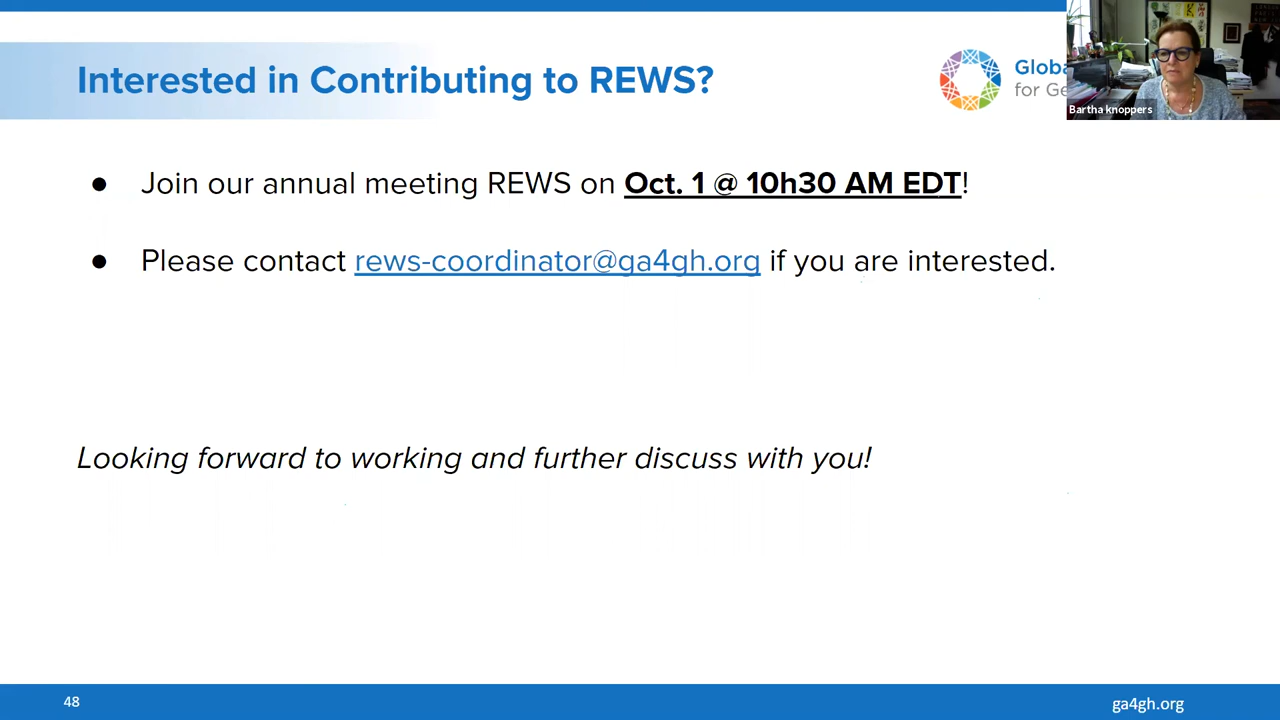 Interested in Contributing to REWS?
Globa
for Ge
Bartha knoppers
● Join our annual meeting REWS on Oct. 1 @ 10h30 AM EDT!
● Please contact rews-coordinator@ga4gh.org if you are interested.
Looking forward to working and further discuss with you!
48
ga4gh.org